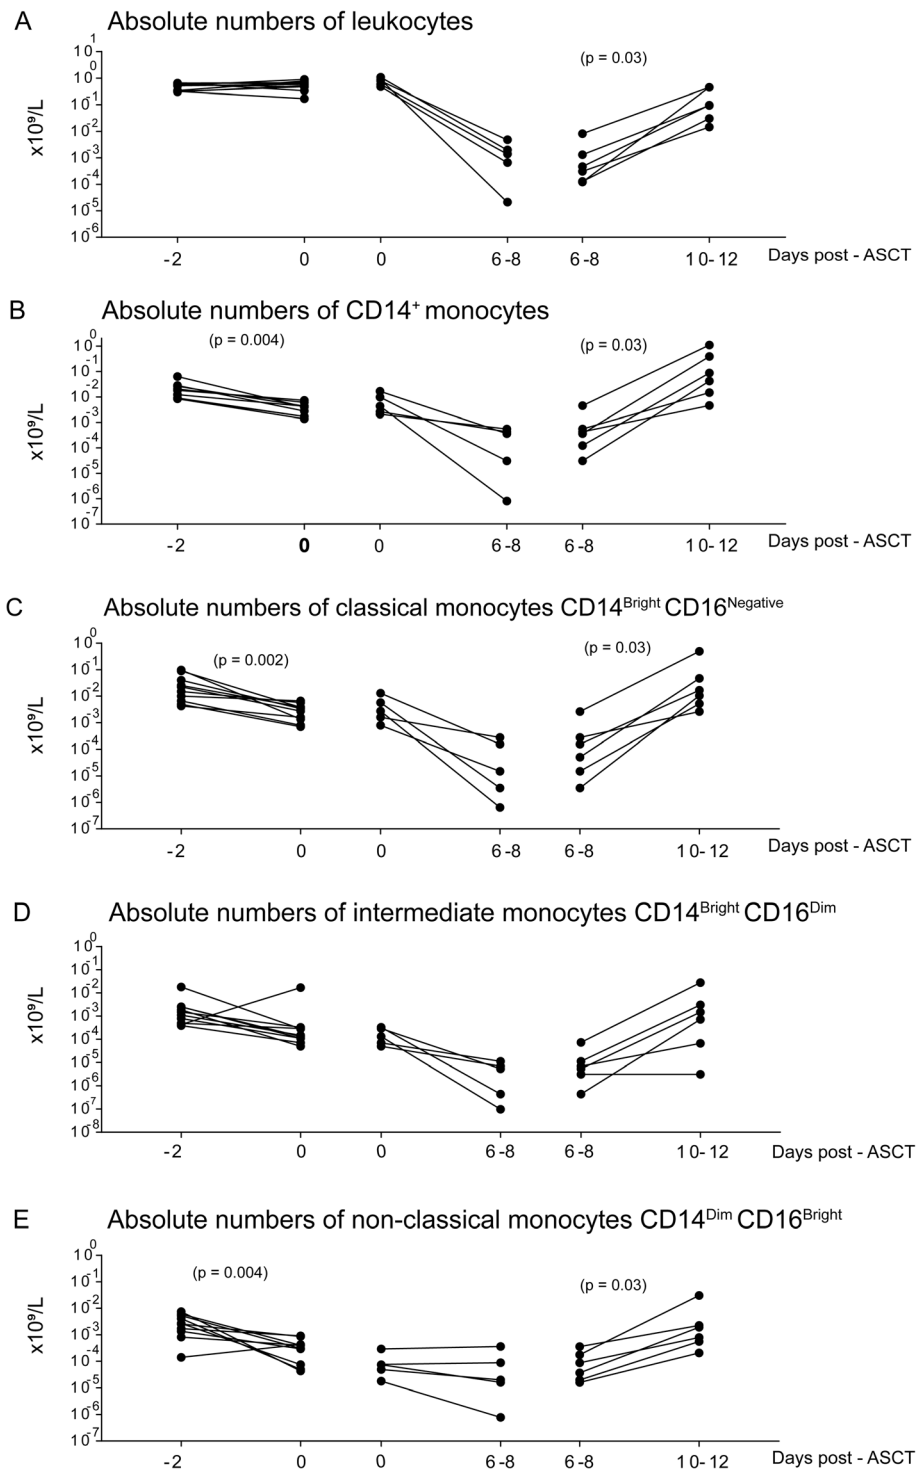 A Absolute numbers of leukocytes
10¹
(p = 0.03)
10⁰
10⁻¹
x10⁹/L
10⁻²
10⁻³
10⁻⁴
10⁻⁵
10⁻⁶
-2 0 0 6-8 6-8 10-12 Days post - ASCT
B Absolute numbers of CD14⁺ monocytes
(p = 0.004) (p = 0.03)
10⁰
10⁻¹
10⁻²
x10⁹/L
10⁻³
10⁻⁴
10⁻⁵
10⁻⁶
10⁻⁷
-2 0 0 6-8 6-8 10-12 Days post - ASCT
C Absolute numbers of classical monocytes CD14ᴮʳⁱᵍʰᵗ CD16ᴺᵉᵍᵃᵗⁱᵛᵉ
10⁰
(p = 0.002) (p = 0.03)
10⁻¹
10⁻²
x10⁹/L
10⁻³
10⁻⁴
10⁻⁵
10⁻⁶
10⁻⁷
-2 0 0 6-8 6-8 10-12 Days post - ASCT
D Absolute numbers of intermediate monocytes CD14ᴮʳⁱᵍʰᵗ CD16ᴰⁱᵐ
10⁰
10⁻¹
10⁻²
x10⁹/L
10⁻³
10⁻⁴
10⁻⁵
10⁻⁶
10⁻⁷
10⁻⁸
-2 0 0 6-8 6-8 10-12 Days post - ASCT
E Absolute numbers of non-classical monocytes CD14ᴰⁱᵐ CD16ᴮʳⁱᵍʰᵗ
10⁰
(p = 0.004) (p = 0.03)
10⁻¹
10⁻²
x10⁹/L
10⁻³
10⁻⁴
10⁻⁵
10⁻⁶
10⁻⁷
-2 0 0 6-8 6-8 10-12 Days post - ASCT